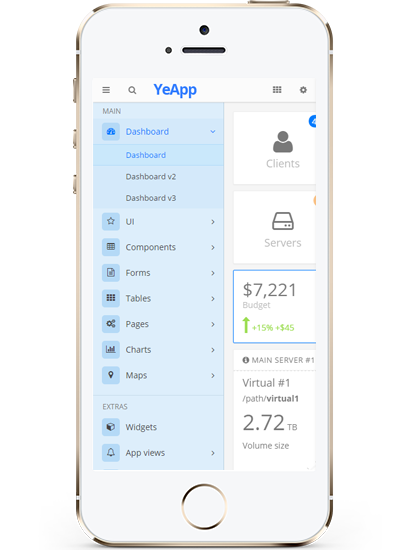 YeApp
MAIN
Dashboard
Dashboard
Dashboard v2
Dashboard v3
UI
Components
Forms
Tables
Pages
Charts
Maps
EXTRAS
Widgets
App views
Clients
Servers
$7,221
Budget
+15% +$45
MAIN SERVER #1
Virtual #1
/path/virtual1
2.72 TB
Volume size